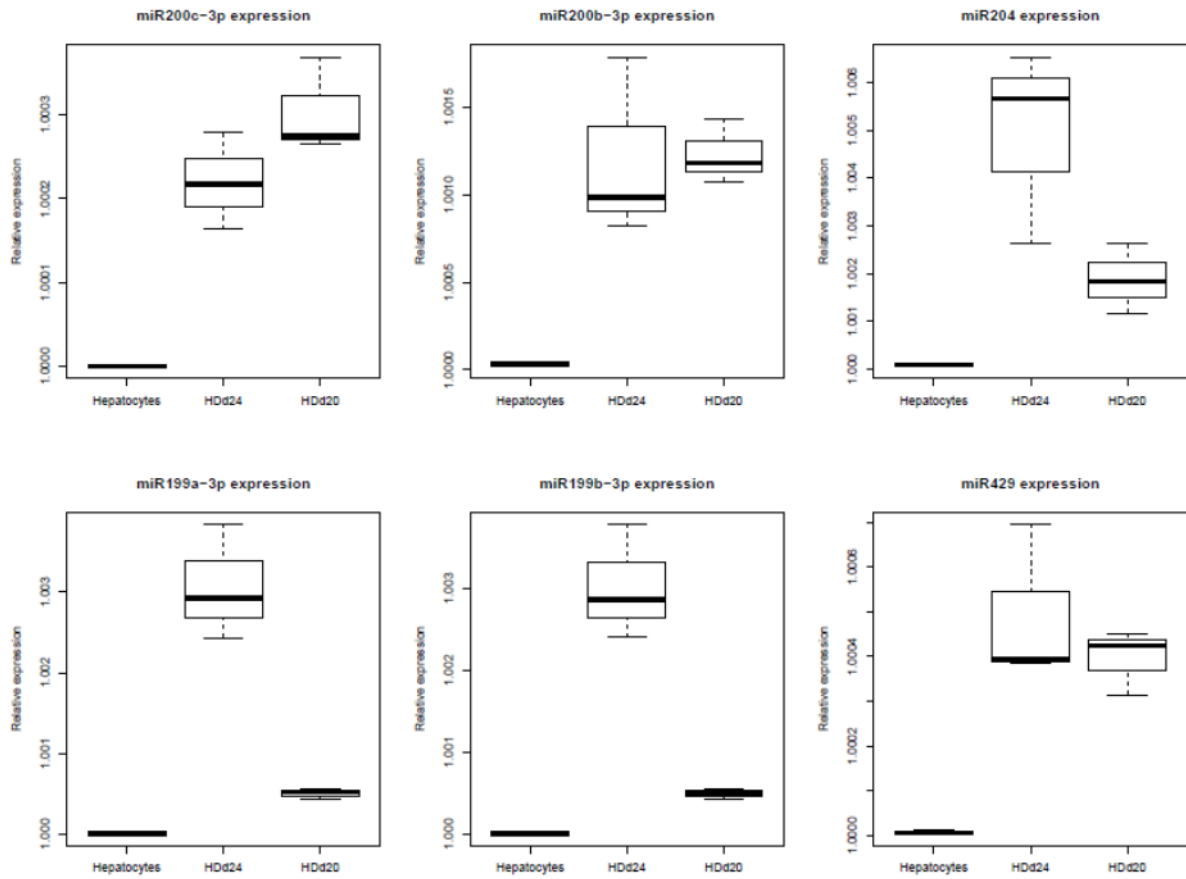 miR200c-3p expression
Relative expression
1.0003
1.0002
1.0001
1.0000
Hepatocytes HDd24 HDd20
miR200b-3p expression
Relative expression
1.0015
1.0010
1.0005
1.0000
Hepatocytes HDd24 HDd20
miR204 expression
Relative expression
1.006
1.005
1.004
1.003
1.002
1.001
1.000
Hepatocytes HDd24 HDd20
miR199a-3p expression
Relative expression
1.003
1.002
1.001
1.000
Hepatocytes HDd24 HDd20
miR199b-3p expression
Relative expression
1.003
1.002
1.001
1.000
Hepatocytes HDd24 HDd20
miR429 expression
Relative expression
1.0006
1.0004
1.0002
1.0000
Hepatocytes HDd24 HDd20